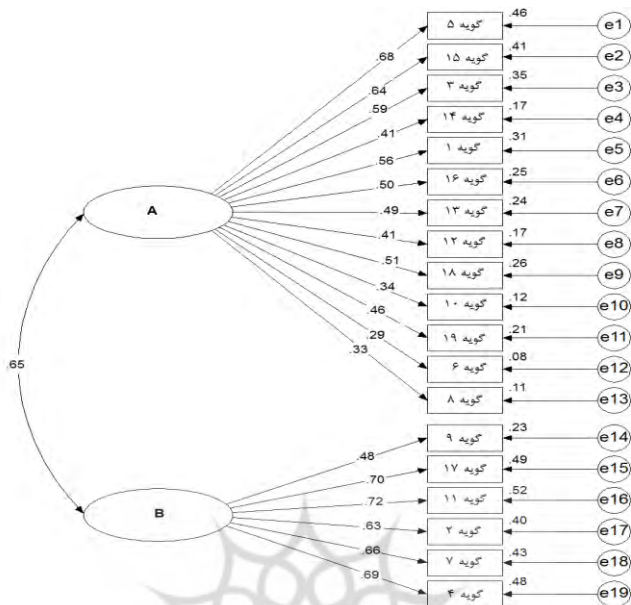 .46
گویه ۵
e1
.68
.41
گویه ۱۵
e2
.64
.35
گویه ۳
e3
.59
.17
گویه ۱۴
e4
.41
.31
گویه ۱
e5
.56
.25
گویه ۱۶
e6
.50
.24
گویه ۱۳
e7
.49
.17
گویه ۱۲
e8
.41
.26
گویه ۱۸
e9
.51
.12
گویه ۱۰
e10
.34
.21
گویه ۱۹
e11
.46
.08
گویه ۶
e12
.29
.11
گویه ۸
e13
.33
A
.65
.23
گویه ۹
e14
.48
.49
گویه ۱۷
e15
.70
.52
گویه ۱۱
e16
.72
.40
گویه ۲
e17
.63
.43
گویه ۷
e18
.66
.48
گویه ۴
e19
.69
B